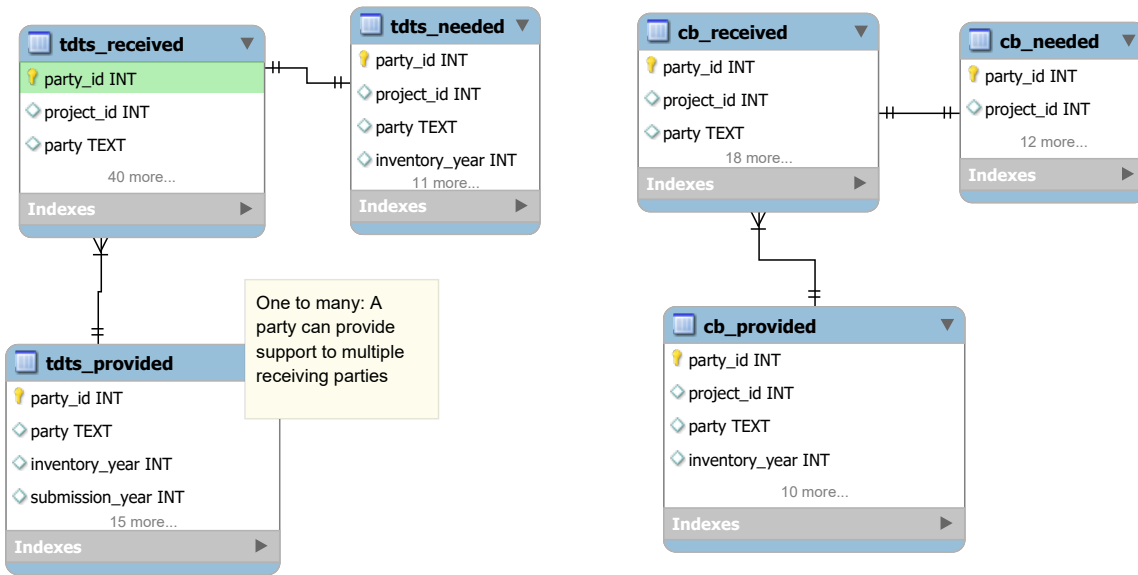 tdts_received
party_id INT
project_id INT
party TEXT
40 more...
Indexes
tdts_needed
party_id INT
project_id INT
party TEXT
inventory_year INT
11 more...
Indexes
cb_received
party_id INT
project_id INT
party TEXT
18 more...
Indexes
cb_needed
party_id INT
project_id INT
12 more...
Indexes
tdts_provided
party_id INT
party TEXT
inventory_year INT
submission_year INT
15 more...
Indexes
One to many: A
party can provide
support to multiple
receiving parties
cb_provided
party_id INT
project_id INT
party TEXT
inventory_year INT
10 more...
Indexes